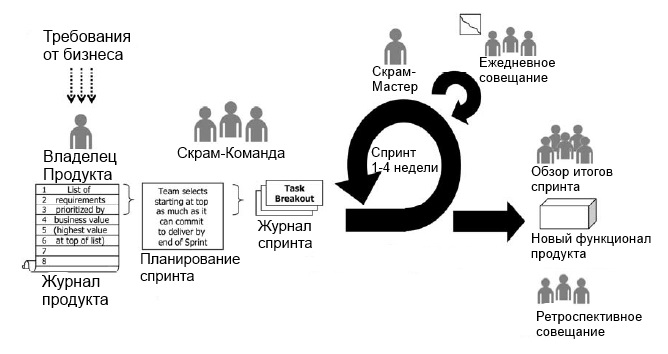 Требования
от бизнеса
Владелец
Продукта
1 List of
2 requirements
3 prioritized by
4 business value
5 (highest value
6 at top of list)
7
8
Журнал
продукта
Скрам-Команда
Team selects
starting at top
as much as it
can commit
to deliver by
end of Sprint
Планирование
спринта
Task
Breakout
Журнал
спринта
Скрам-
Мастер
Спринт
1-4 недели
Ежедневное
совещание
Обзор итогов
спринта
Новый функционал
продукта
Ретроспективное
совещание